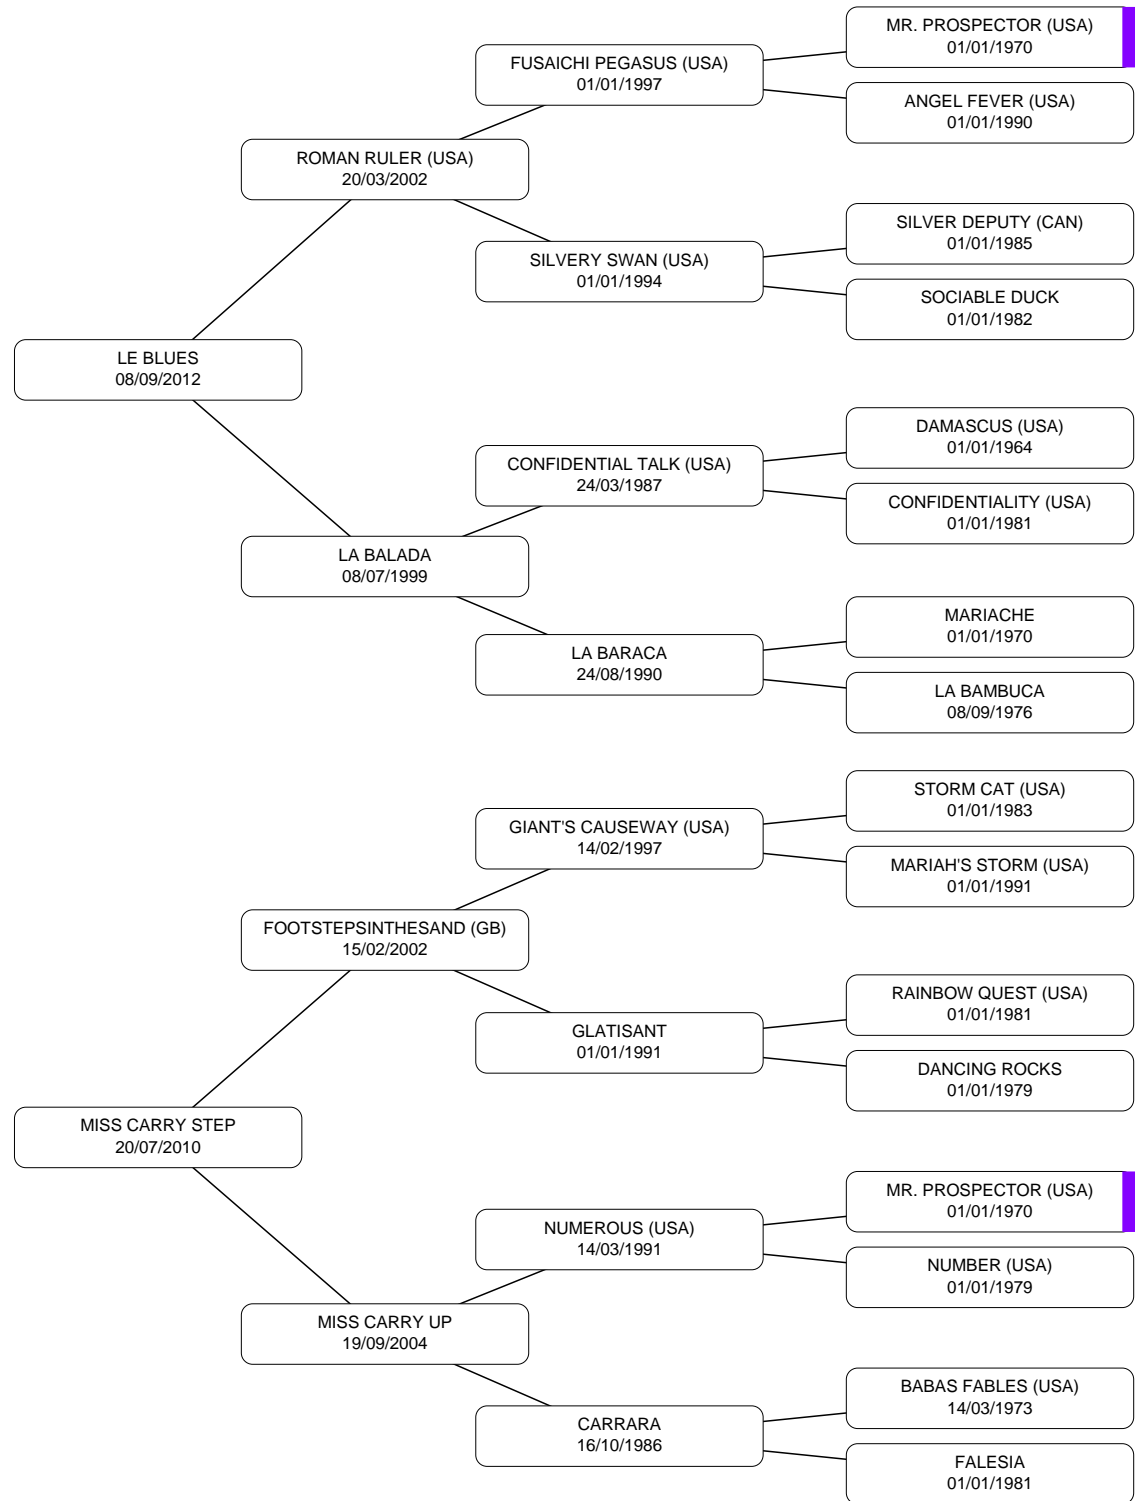 MR. PROSPECTOR (USA)
01/01/1970
FUSAICHI PEGASUS (USA)
01/01/1997
ANGEL FEVER (USA)
01/01/1990
ROMAN RULER (USA)
20/03/2002
SILVER DEPUTY (CAN)
01/01/1985
SILVERY SWAN (USA)
01/01/1994
SOCIABLE DUCK
01/01/1982
LE BLUES
08/09/2012
DAMASCUS (USA)
01/01/1964
CONFIDENTIAL TALK (USA)
24/03/1987
CONFIDENTIALITY (USA)
01/01/1981
LA BALADA
08/07/1999
MARIACHE
01/01/1970
LA BARACA
24/08/1990
LA BAMBUCA
08/09/1976
STORM CAT (USA)
01/01/1983
GIANT'S CAUSEWAY (USA)
14/02/1997
MARIAH'S STORM (USA)
01/01/1991
FOOTSTEPSINTHESAND (GB)
15/02/2002
RAINBOW QUEST (USA)
01/01/1981
GLATISANT
01/01/1991
DANCING ROCKS
01/01/1979
MISS CARRY STEP
20/07/2010
MR. PROSPECTOR (USA)
01/01/1970
NUMEROUS (USA)
14/03/1991
NUMBER (USA)
01/01/1979
MISS CARRY UP
19/09/2004
BABAS FABLES (USA)
14/03/1973
CARRARA
16/10/1986
FALESIA
01/01/1981